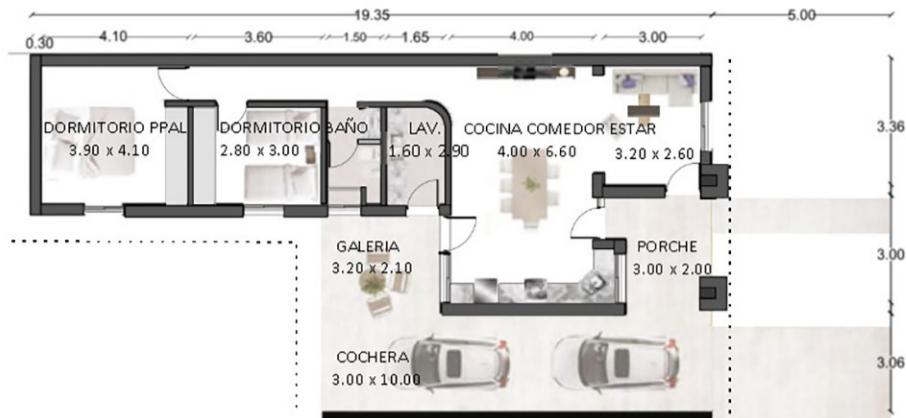 19.35
5.00
0.30 4.10 3.60 1.50 1.65 4.00 3.00
DORMITORIO PPAL
3.90 x 4.10
DORMITORIO
2.80 x 3.00
BAÑO
LAV.
1.60 x 2.90
COCINA COMEDOR ESTAR
4.00 x 6.60
3.20 x 2.60
3.36
GALERIA
3.20 x 2.10
PORCHE
3.00 x 2.00
3.00
COCHERA
3.00 x 10.00
3.06